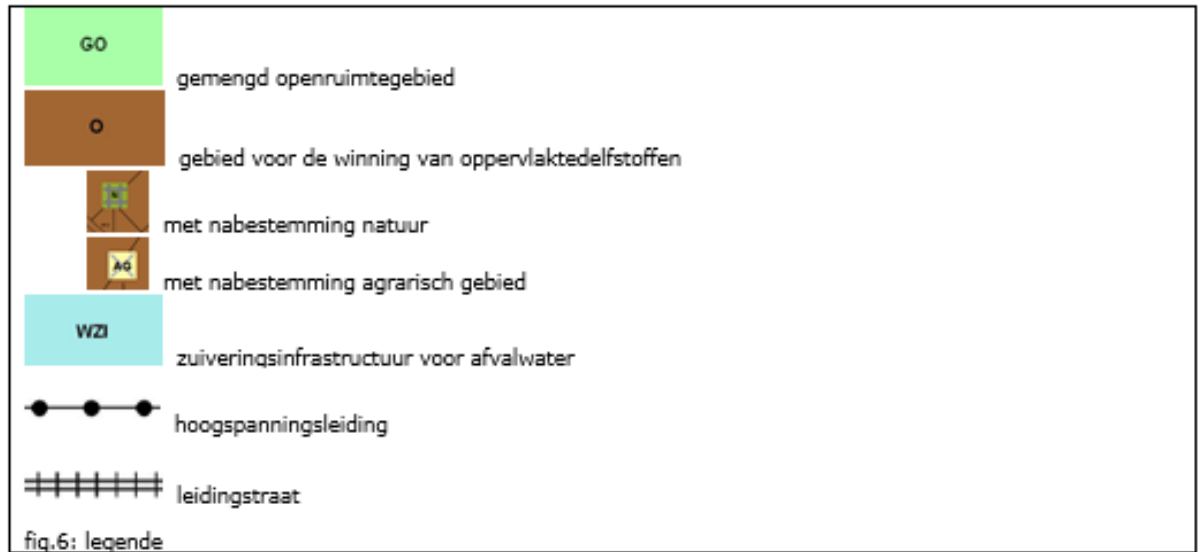 GO
gemengd openruimtegebied
O
gebied voor de winning van oppervlaktedelfstoffen
met nabestemming natuur
AG
met nabestemming agrarisch gebied
WZI
zuiveringsinfrastructuur voor afvalwater
hoogspanningsleiding
leidingstraat
fig.6: legende